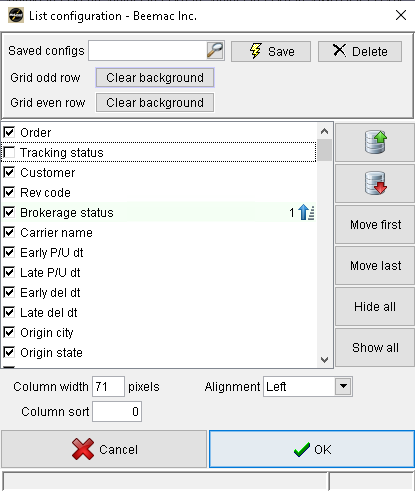 List configuration - Beemac Inc.
Saved configs Save Delete
Grid odd row Clear background
Grid even row Clear background
Order
Tracking status
Customer
Rev code
Brokerage status 1
Carrier name
Early P/U dt
Late P/U dt
Early del dt
Late del dt
Origin city
Origin state
Move first
Move last
Hide all
Show all
Column width 71 pixels Alignment Left
Column sort 0
Cancel OK